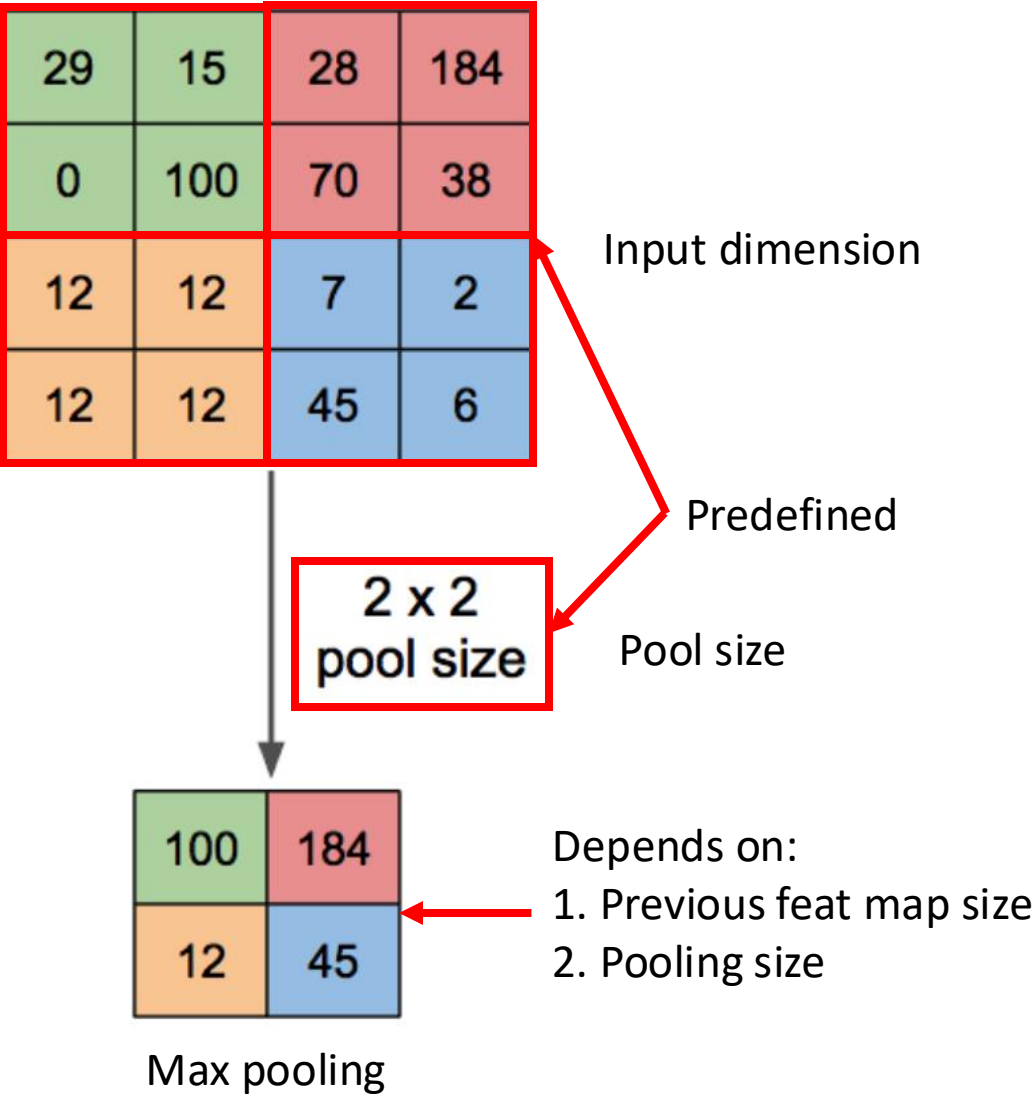 29 15 28 184
0 100 70 38
Input dimension
12 12 7 2
12 12 45 6
Predefined
2 x 2
pool size
Pool size
100 184
12 45
Depends on:
1. Previous feat map size
2. Pooling size
Max pooling